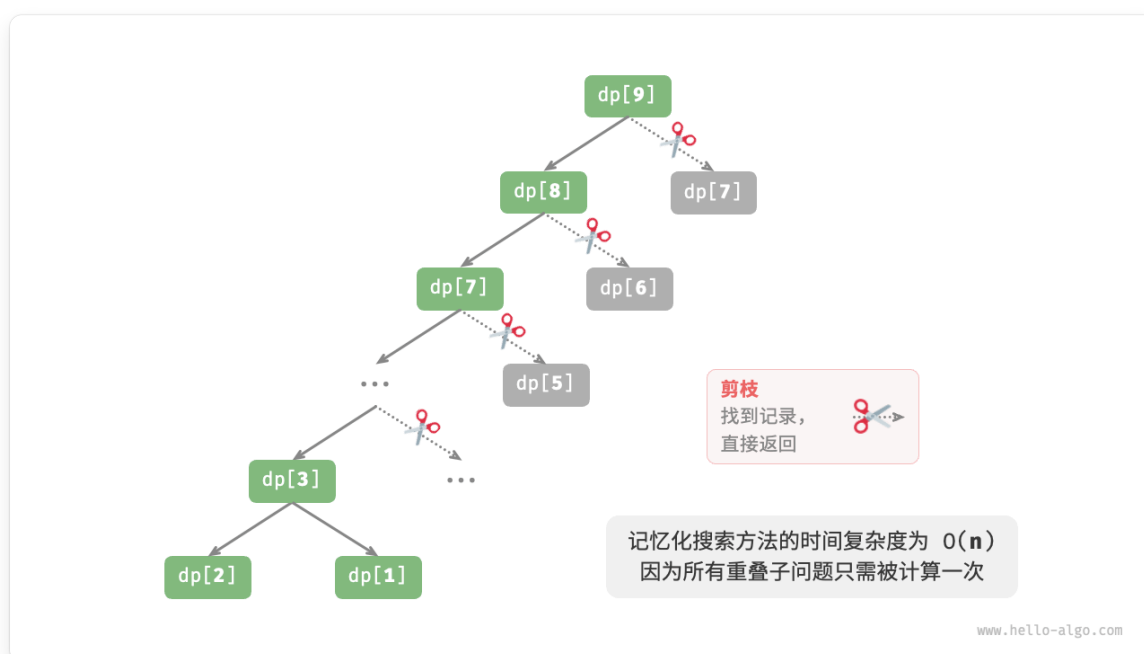 dp[9]
dp[8]
dp[7]
dp[7]
dp[6]
...
dp[5]
剪枝
找到记录，
直接返回
dp[3]
...
dp[2]
dp[1]
记忆化搜索方法的时间复杂度为 O(n)
因为所有重叠子问题只需被计算一次
www.hello-algo.com